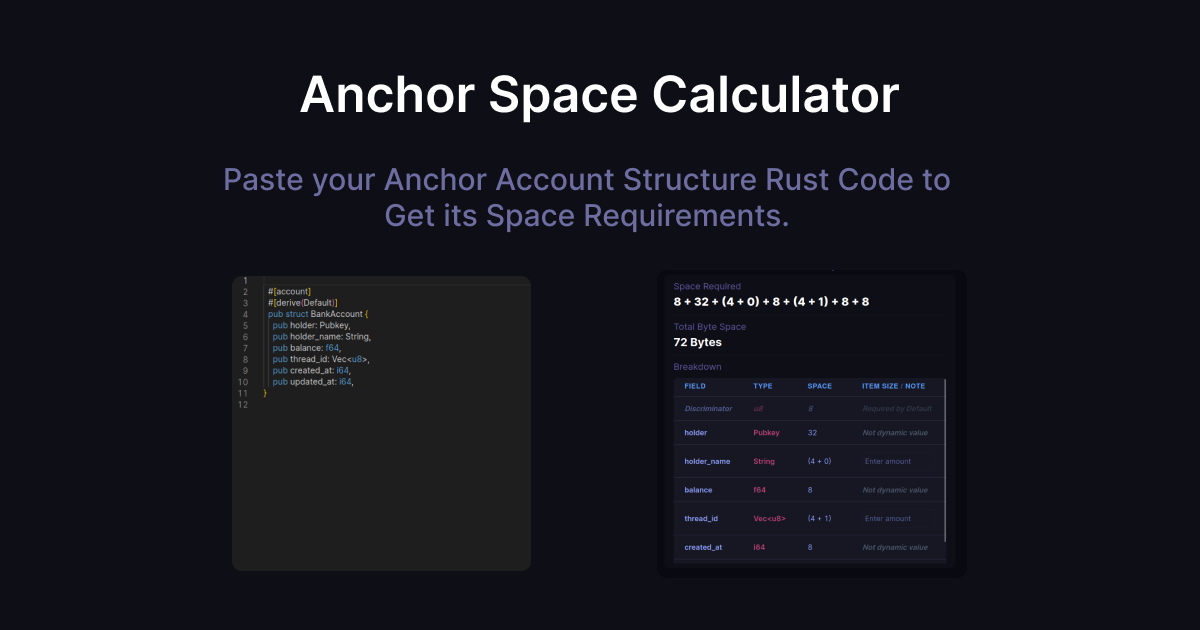 Anchor Space Calculator
Paste your Anchor Account Structure Rust Code to
Get its Space Requirements.
1
2 #[account]
3 #[derive(Default)]
4 pub struct BankAccount {
5 pub holder: Pubkey,
6 pub holder_name: String,
7 pub balance: f64,
8 pub thread_id: Vec<u8>,
9 pub created_at: i64,
10 pub updated_at: i64,
11 }
12
Space Required
8 + 32 + (4 + 0) + 8 + (4 + 1) + 8 + 8
Total Byte Space
72 Bytes
Breakdown
FIELD TYPE SPACE ITEM SIZE / NOTE
Discriminator u8 8 Required by Default
holder Pubkey 32 Not dynamic value
holder_name String (4 + 0) Enter amount
balance f64 8 Not dynamic value
thread_id Vec<u8> (4 + 1) Enter amount
created_at i64 8 Not dynamic value